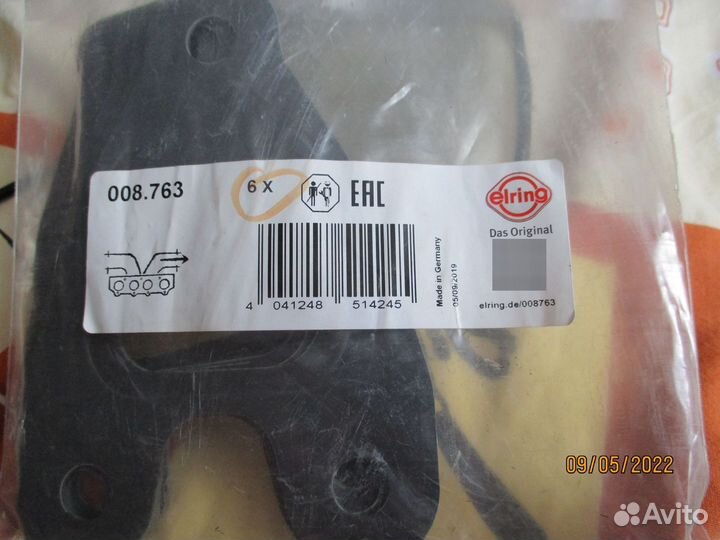 008.763
6 X
EAC
elring
Das Original
4 041248 514245
Made in Germany
05/09/2019
elring.de/008763
09/05/2022
Avito